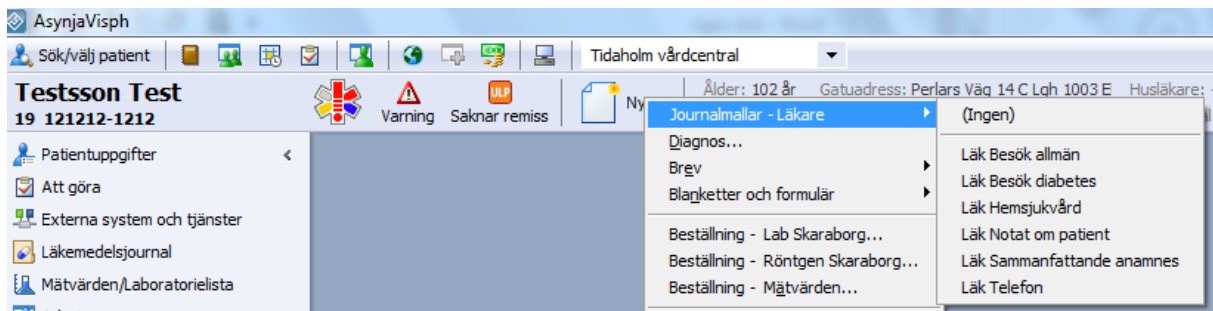 AsynjaVisph
Sök/välj patient
Tidaholm vårdcentral
Testsson Test
19 121212-1212
Varning
ULP
Saknar remiss
Ny
Ålder: 102 år Gatuadress: Perlars Väg 14 C Lgh 1003 E Husläkare: -
Patientuppgifter
Att göra
Externa system och tjänster
Läkemedelsjournal
Mätvärden/Laboratorielista
Journalmallar - Läkare
Diagnos...
Brev
Blanketter och formulär
Beställning - Lab Skaraborg...
Beställning - Röntgen Skaraborg...
Beställning - Mätvärden...
(Ingen)
Läk Besök allmän
Läk Besök diabetes
Läk Hemsjukvård
Läk Notat om patient
Läk Sammanfattande anamnes
Läk Telefon